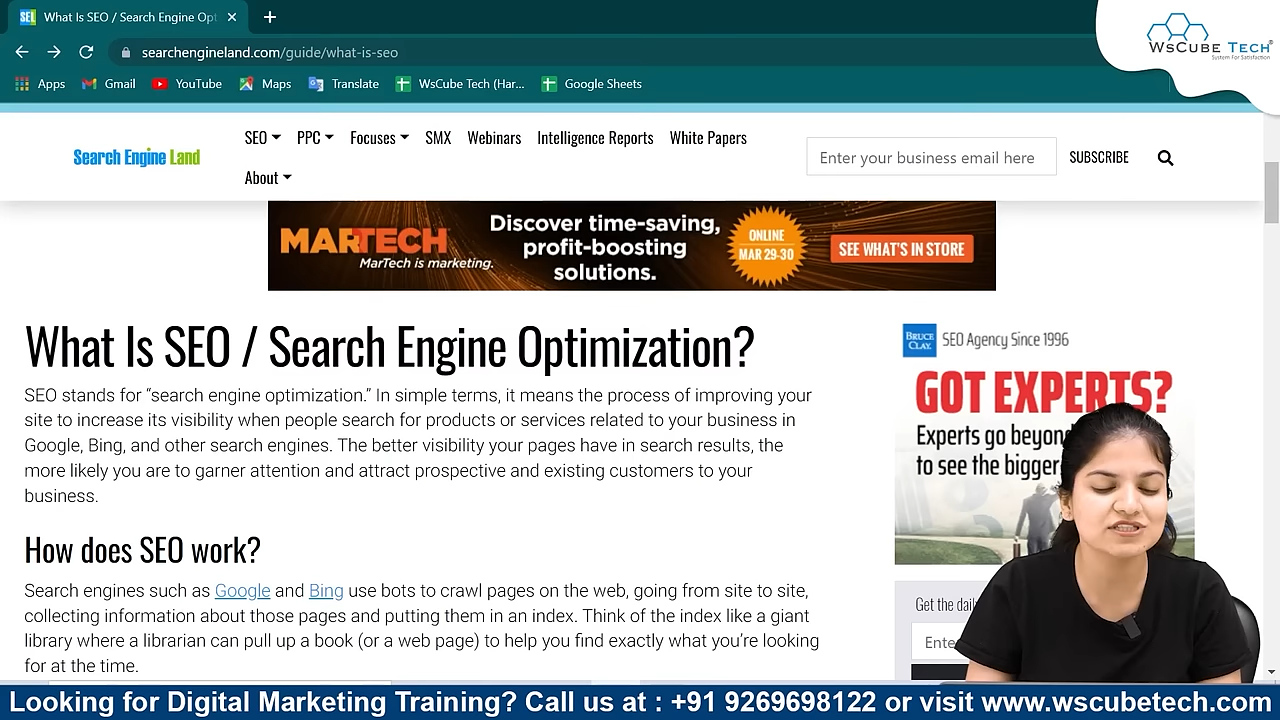 SEL What Is SEO / Search Engine Opt
searchengineland.com/guide/what-is-seo
WSCUBE TECH®
System For Satisfaction
Apps Gmail YouTube Maps Translate WsCube Tech (Har... Google Sheets
SEO PPC Focuses SMX Webinars Intelligence Reports White Papers
About
Search Engine Land
Enter your business email here
SUBSCRIBE
MARTECH
MarTech is marketing.
Discover time-saving,
profit-boosting
solutions.
ONLINE
MAR 29-30
SEE WHAT'S IN STORE
What Is SEO / Search Engine Optimization?
SEO stands for “search engine optimization.” In simple terms, it means the process of improving your
site to increase its visibility when people search for products or services related to your business in
Google, Bing, and other search engines. The better visibility your pages have in search results, the
more likely you are to garner attention and attract prospective and existing customers to your
business.
How does SEO work?
Search engines such as Google and Bing use bots to crawl pages on the web, going from site to site,
collecting information about those pages and putting them in an index. Think of the index like a giant
library where a librarian can pull up a book (or a web page) to help you find exactly what you’re looking
for at the time.
BRUCE
CLAY
SEO Agency Since 1996
GOT EXPERTS?
Experts go beyon
to see the bigger
Get the dail
Ente
Looking for Digital Marketing Training? Call us at : +91 9269698122 or visit www.wscubetech.com